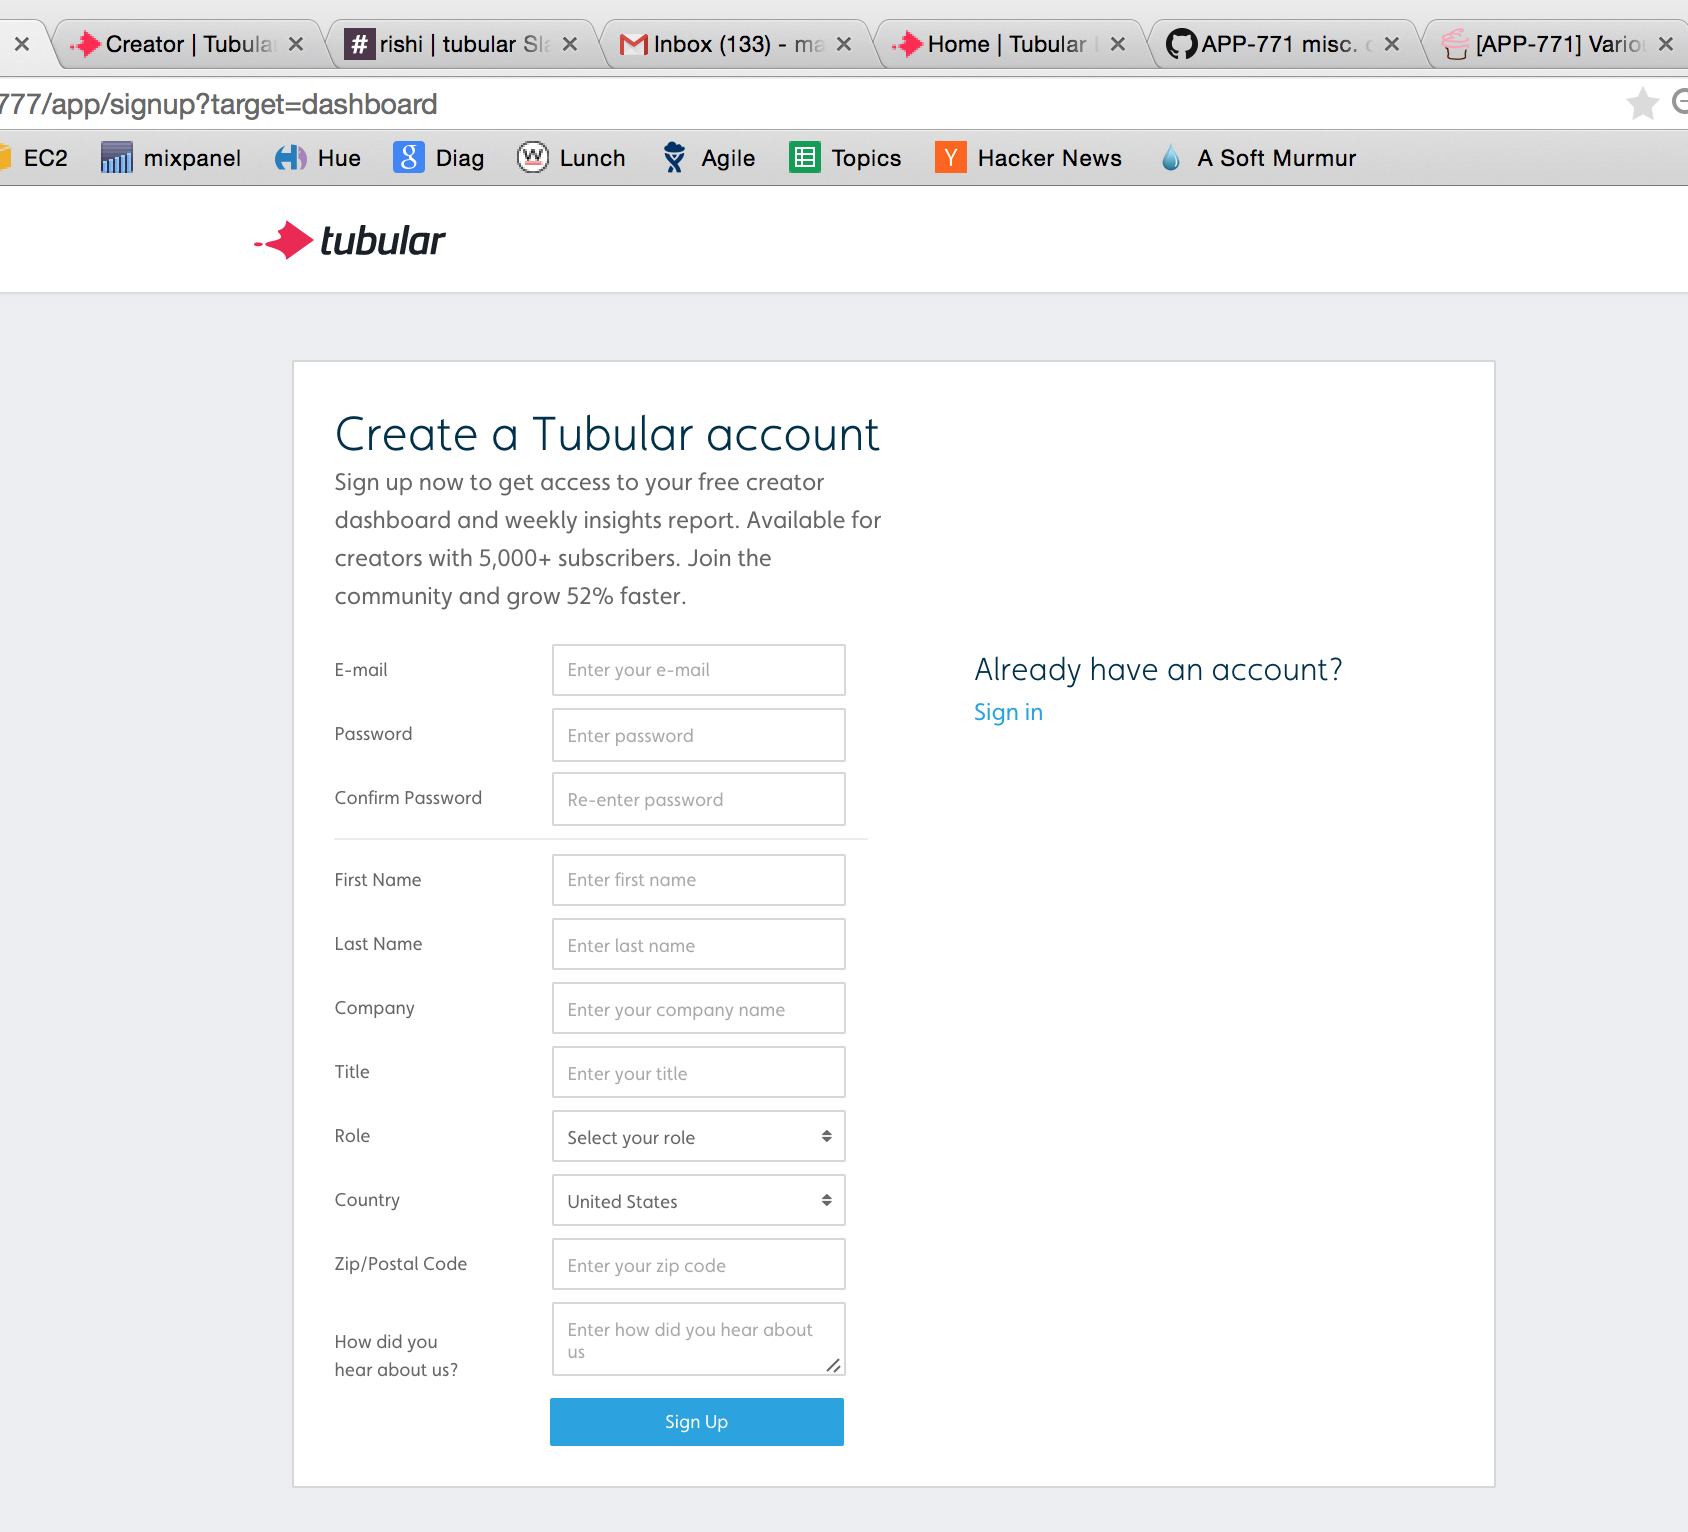 Creator | Tubula
# rishi | tubular Sla
Inbox (133) - ma
Home | Tubular
APP-771 misc.
[APP-771] Vario
777/app/signup?target=dashboard
EC2
mixpanel
Hue
8 Diag
W Lunch
Agile
Topics
Y Hacker News
A Soft Murmur
tubular
Create a Tubular account
Sign up now to get access to your free creator
dashboard and weekly insights report. Available for
creators with 5,000+ subscribers. Join the
community and grow 52% faster.
E-mail
Enter your e-mail
Already have an account?
Sign in
Password
Enter password
Confirm Password
Re-enter password
First Name
Enter first name
Last Name
Enter last name
Company
Enter your company name
Title
Enter your title
Role
Select your role
Country
United States
Zip/Postal Code
Enter your zip code
How did you
hear about us?
Enter how did you hear about
us
Sign Up